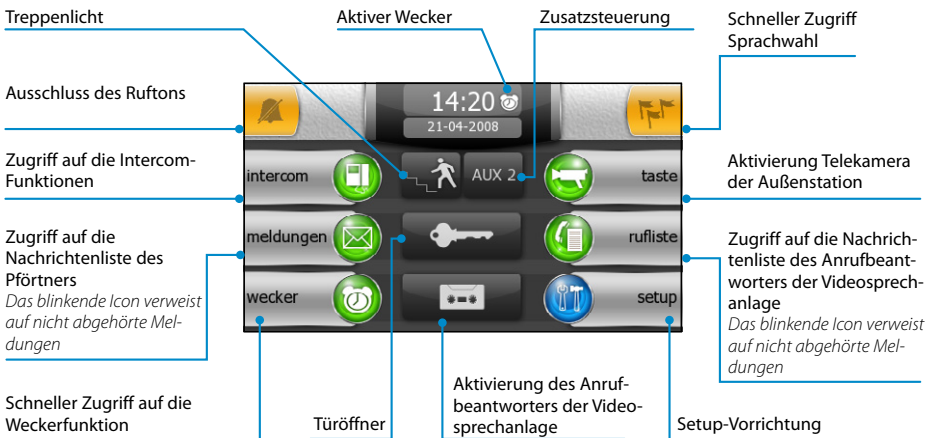 Treppenlicht
Aktiver Wecker
Zusatzsteuerung
Schneller Zugriff
Sprachwahl
Ausschluss des Ruftons
14:20
21-04-2008
Zugriff auf die Intercom-
Funktionen
intercom
AUX 2
taste
Aktivierung Telekamera
der Außenstation
Zugriff auf die
Nachrichtenliste des
Pförtners
Das blinkende Icon verweist
auf nicht abgehörte Mel-
dungen
meldungen
rufliste
Zugriff auf die Nachrich-
tenliste des Anrufbeant-
worters der Videosprech-
anlage
Das blinkende Icon verweist
auf nicht abgehörte Mel-
dungen
wecker
setup
Schneller Zugriff auf die
Weckerfunktion
Türöffner
Aktivierung des Anruf-
beantworters der Video-
sprechanlage
Setup-Vorrichtung